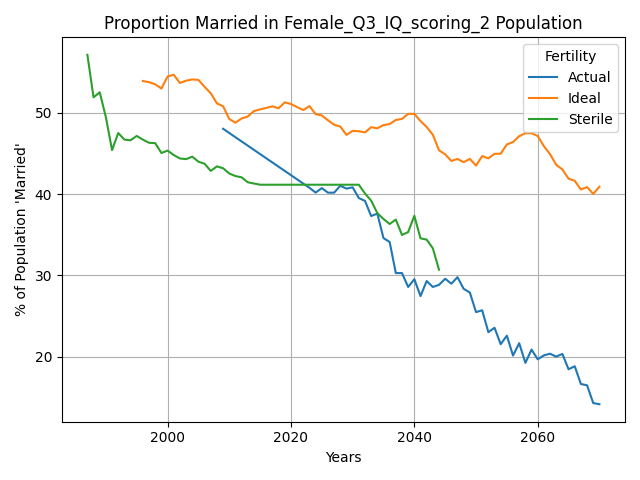 Proportion Married in Female_Q3_IQ_scoring_2 Population
% of Population 'Married'
50
40
30
20
Fertility
Actual
Ideal
Sterile
2000 2020 2040 2060
Years